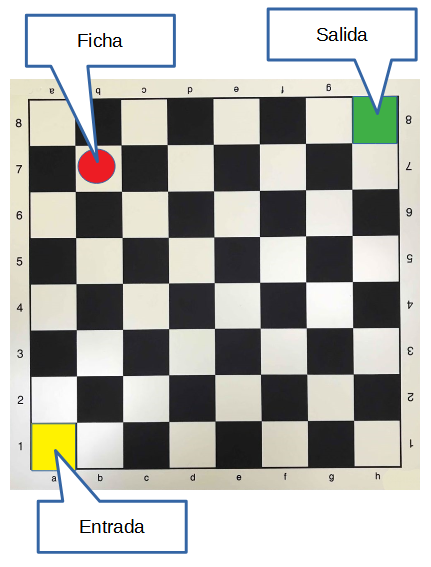 Ficha
Salida
a b c d e f g
8 8
7 7
6 6
5 5
4 4
3 3
2 2
1 1
a b c d e f g h
Entrada